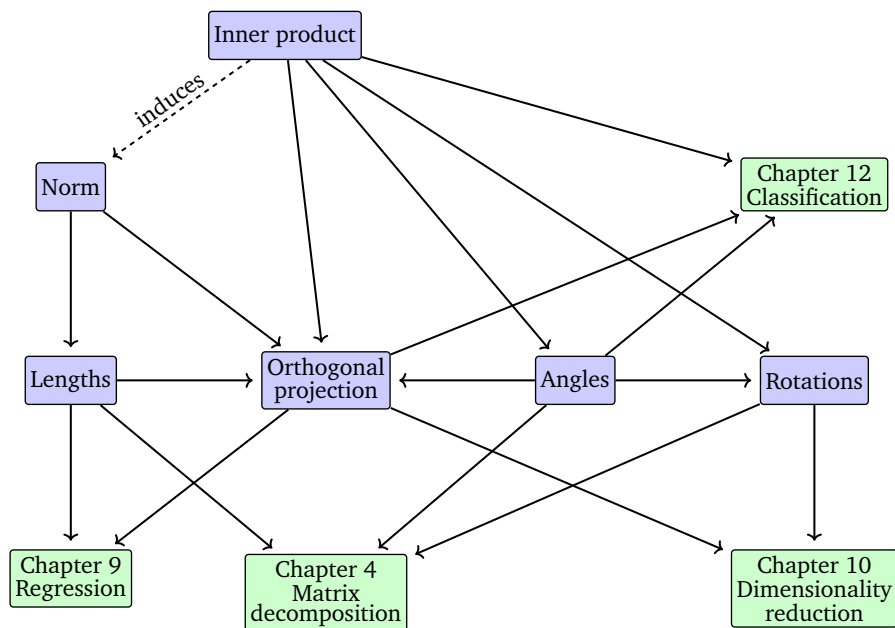 Inner product
induces
Norm
Chapter 12
Classification
Lengths
Orthogonal
projection
Angles
Rotations
Chapter 9
Regression
Chapter 4
Matrix
decomposition
Chapter 10
Dimensionality
reduction